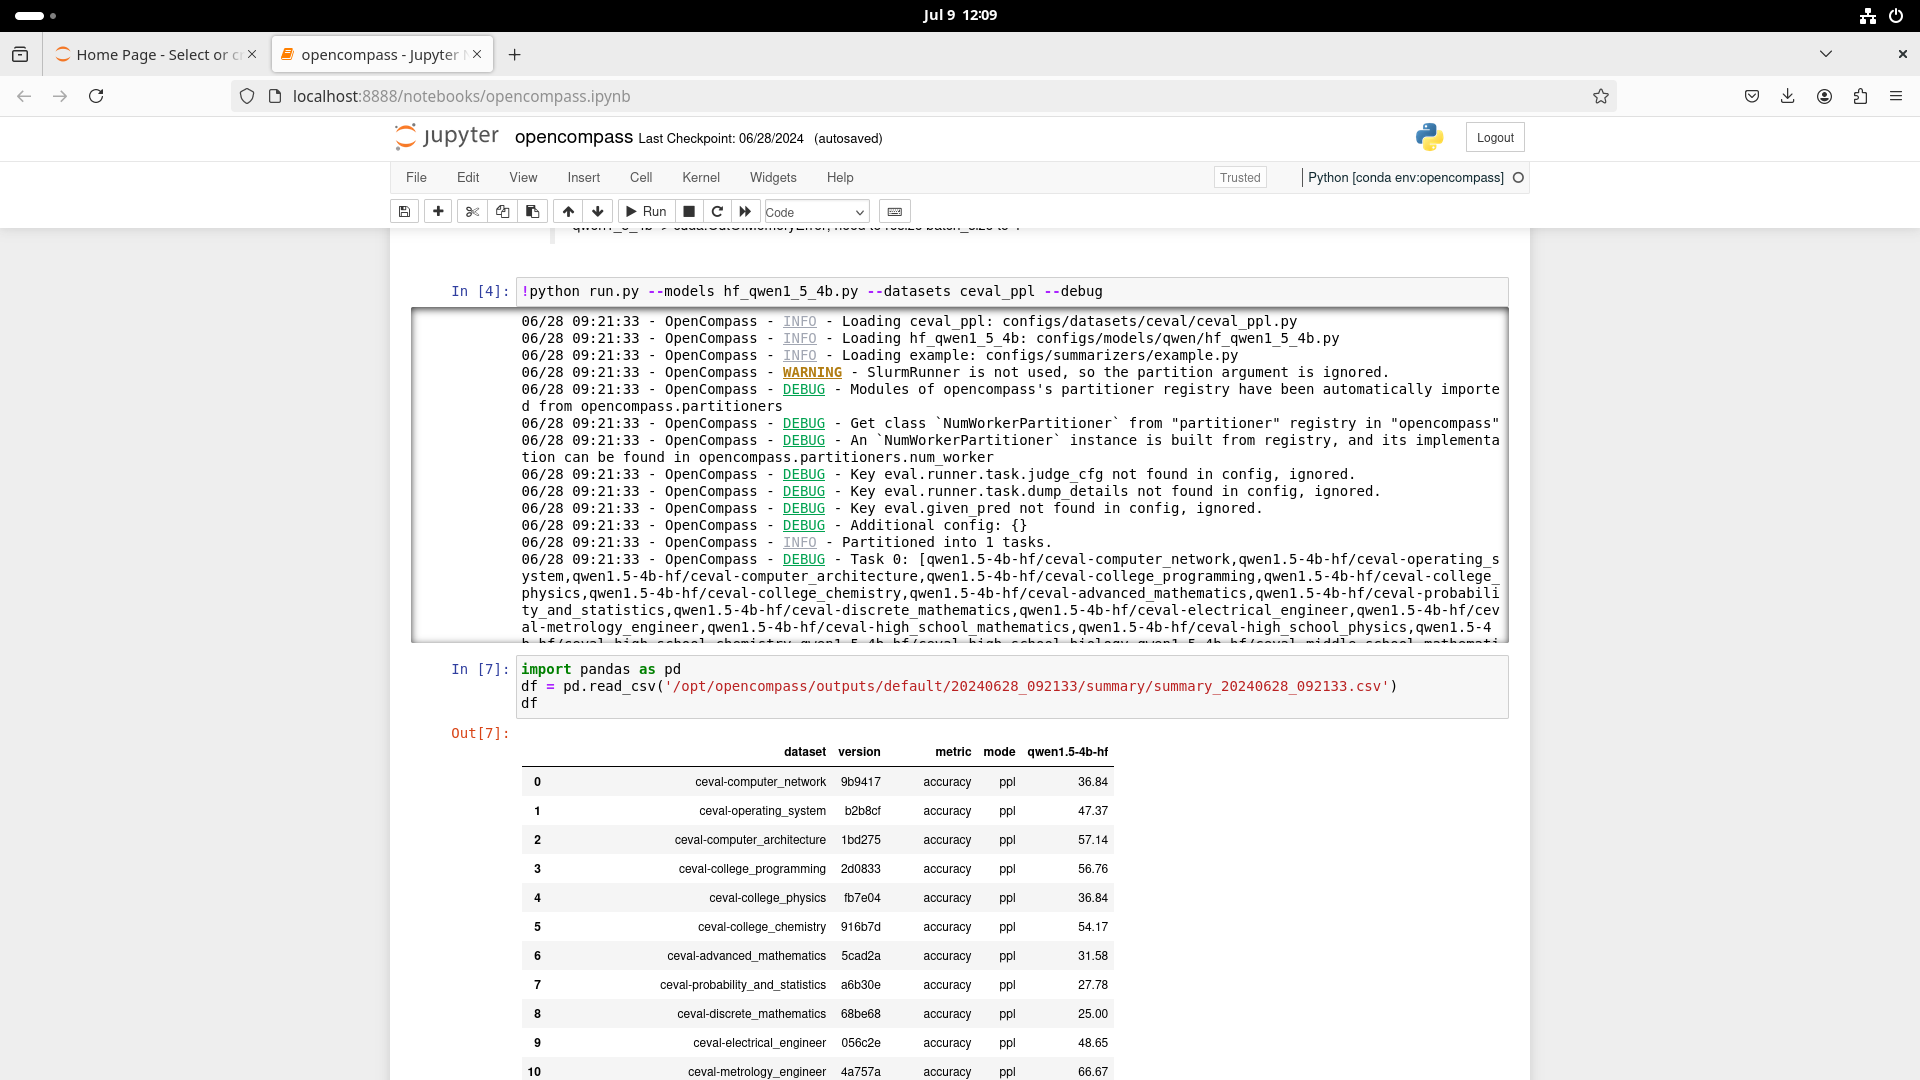 Jul 9 12:09
Home Page - Select or cr
opencompass - Jupyter N
localhost:8888/notebooks/opencompass.ipynb
jupyter opencompass Last Checkpoint: 06/28/2024 (autosaved)
Logout
File Edit View Insert Cell Kernel Widgets Help
Trusted
Python [conda env:opencompass]
Run
Code
In [4]: !python run.py --models hf_qwen1_5_4b.py --datasets ceval_ppl --debug
06/28 09:21:33 - OpenCompass - INFO - Loading ceval_ppl: configs/datasets/ceval/ceval_ppl.py
06/28 09:21:33 - OpenCompass - INFO - Loading hf_qwen1_5_4b: configs/models/qwen/hf_qwen1_5_4b.py
06/28 09:21:33 - OpenCompass - INFO - Loading example: configs/summarizers/example.py
06/28 09:21:33 - OpenCompass - WARNING - SlurmRunner is not used, so the partition argument is ignored.
06/28 09:21:33 - OpenCompass - DEBUG - Modules of opencompass's partitioner registry have been automatically importe
d from opencompass.partitioners
06/28 09:21:33 - OpenCompass - DEBUG - Get class `NumWorkerPartitioner` from "partitioner" registry in "opencompass"
06/28 09:21:33 - OpenCompass - DEBUG - An `NumWorkerPartitioner` instance is built from registry, and its implementa
tion can be found in opencompass.partitioners.num_worker
06/28 09:21:33 - OpenCompass - DEBUG - Key eval.runner.task.judge_cfg not found in config, ignored.
06/28 09:21:33 - OpenCompass - DEBUG - Key eval.runner.task.dump_details not found in config, ignored.
06/28 09:21:33 - OpenCompass - DEBUG - Key eval.given_pred not found in config, ignored.
06/28 09:21:33 - OpenCompass - DEBUG - Additional config: {}
06/28 09:21:33 - OpenCompass - INFO - Partitioned into 1 tasks.
06/28 09:21:33 - OpenCompass - DEBUG - Task 0: [qwen1.5-4b-hf/ceval-computer_network,qwen1.5-4b-hf/ceval-operating_s
ystem,qwen1.5-4b-hf/ceval-computer_architecture,qwen1.5-4b-hf/ceval-college_programming,qwen1.5-4b-hf/ceval-college_
physics,qwen1.5-4b-hf/ceval-college_chemistry,qwen1.5-4b-hf/ceval-advanced_mathematics,qwen1.5-4b-hf/ceval-probabili
ty_and_statistics,qwen1.5-4b-hf/ceval-discrete_mathematics,qwen1.5-4b-hf/ceval-electrical_engineer,qwen1.5-4b-hf/cev
al-metrology_engineer,qwen1.5-4b-hf/ceval-high_school_mathematics,qwen1.5-4b-hf/ceval-high_school_physics,qwen1.5-4
b-hf/ceval-high_school_chemistry,qwen1.5-4b-hf/ceval-high_school_biology,qwen1.5-4b-hf/ceval-middle_school_mathemati
In [7]: import pandas as pd
df = pd.read_csv('/opt/opencompass/outputs/default/20240628_092133/summary/summary_20240628_092133.csv')
df
Out[7]:
dataset version metric mode qwen1.5-4b-hf
0 ceval-computer_network 9b9417 accuracy ppl 36.84
1 ceval-operating_system b2b8cf accuracy ppl 47.37
2 ceval-computer_architecture 1bd275 accuracy ppl 57.14
3 ceval-college_programming 2d0833 accuracy ppl 56.76
4 ceval-college_physics fb7e04 accuracy ppl 36.84
5 ceval-college_chemistry 916b7d accuracy ppl 54.17
6 ceval-advanced_mathematics 5cad2a accuracy ppl 31.58
7 ceval-probability_and_statistics a6b30e accuracy ppl 27.78
8 ceval-discrete_mathematics 68be68 accuracy ppl 25.00
9 ceval-electrical_engineer 056c2e accuracy ppl 48.65
10 ceval-metrology_engineer 4a757a accuracy ppl 66.67